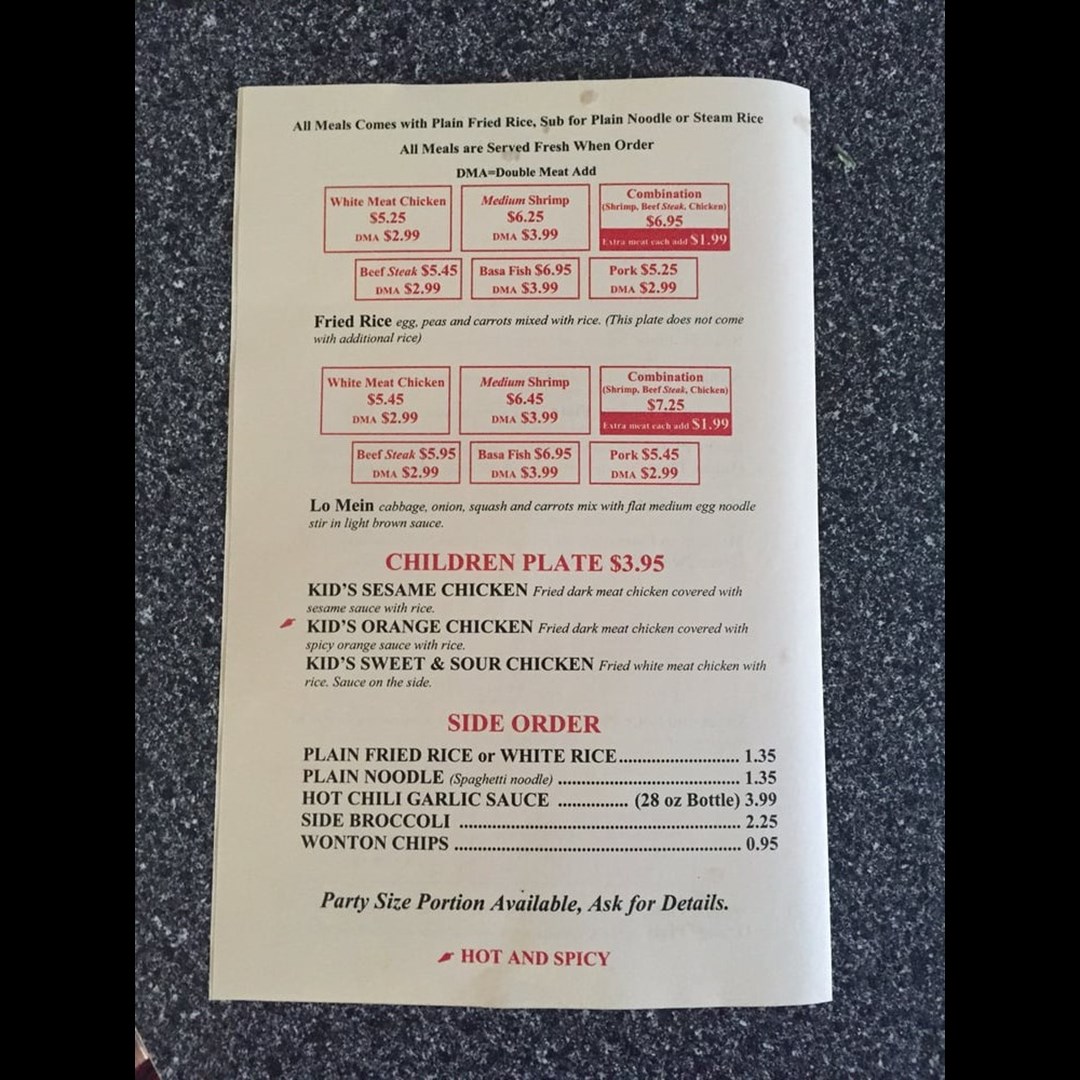 All Meals Comes with Plain Fried Rice, Sub for Plain Noodle or Steam Rice
All Meals are Served Fresh When Order
DMA=Double Meat Add
White Meat Chicken
$5.25
DMA $2.99
Medium Shrimp
$6.25
DMA $3.99
Combination
(Shrimp, Beef Steak, Chicken)
$6.95
Extra meat each add $1.99
Beef Steak $5.45
DMA $2.99
Basa Fish $6.95
DMA $3.99
Pork $5.25
DMA $2.99
Fried Rice egg, peas and carrots mixed with rice. (This plate does not come
with additional rice)
White Meat Chicken
$5.45
DMA $2.99
Medium Shrimp
$6.45
DMA $3.99
Combination
(Shrimp, Beef Steak, Chicken)
$7.25
Extra meat each add $1.99
Beef Steak $5.95
DMA $2.99
Basa Fish $6.95
DMA $3.99
Pork $5.45
DMA $2.99
Lo Mein cabbage, onion, squash and carrots mix with flat medium egg noodle
stir in light brown sauce.
CHILDREN PLATE $3.95
KID'S SESAME CHICKEN Fried dark meat chicken covered with
sesame sauce with rice.
KID'S ORANGE CHICKEN Fried dark meat chicken covered with
spicy orange sauce with rice.
KID'S SWEET & SOUR CHICKEN Fried white meat chicken with
rice. Sauce on the side.
SIDE ORDER
PLAIN FRIED RICE or WHITE RICE.......................... 1.35
PLAIN NOODLE (Spaghetti noodle) ........................................ 1.35
HOT CHILI GARLIC SAUCE ............... (28 oz Bottle) 3.99
SIDE BROCCOLI .............................................................. 2.25
WONTON CHIPS ............................................................... 0.95
Party Size Portion Available, Ask for Details.
HOT AND SPICY